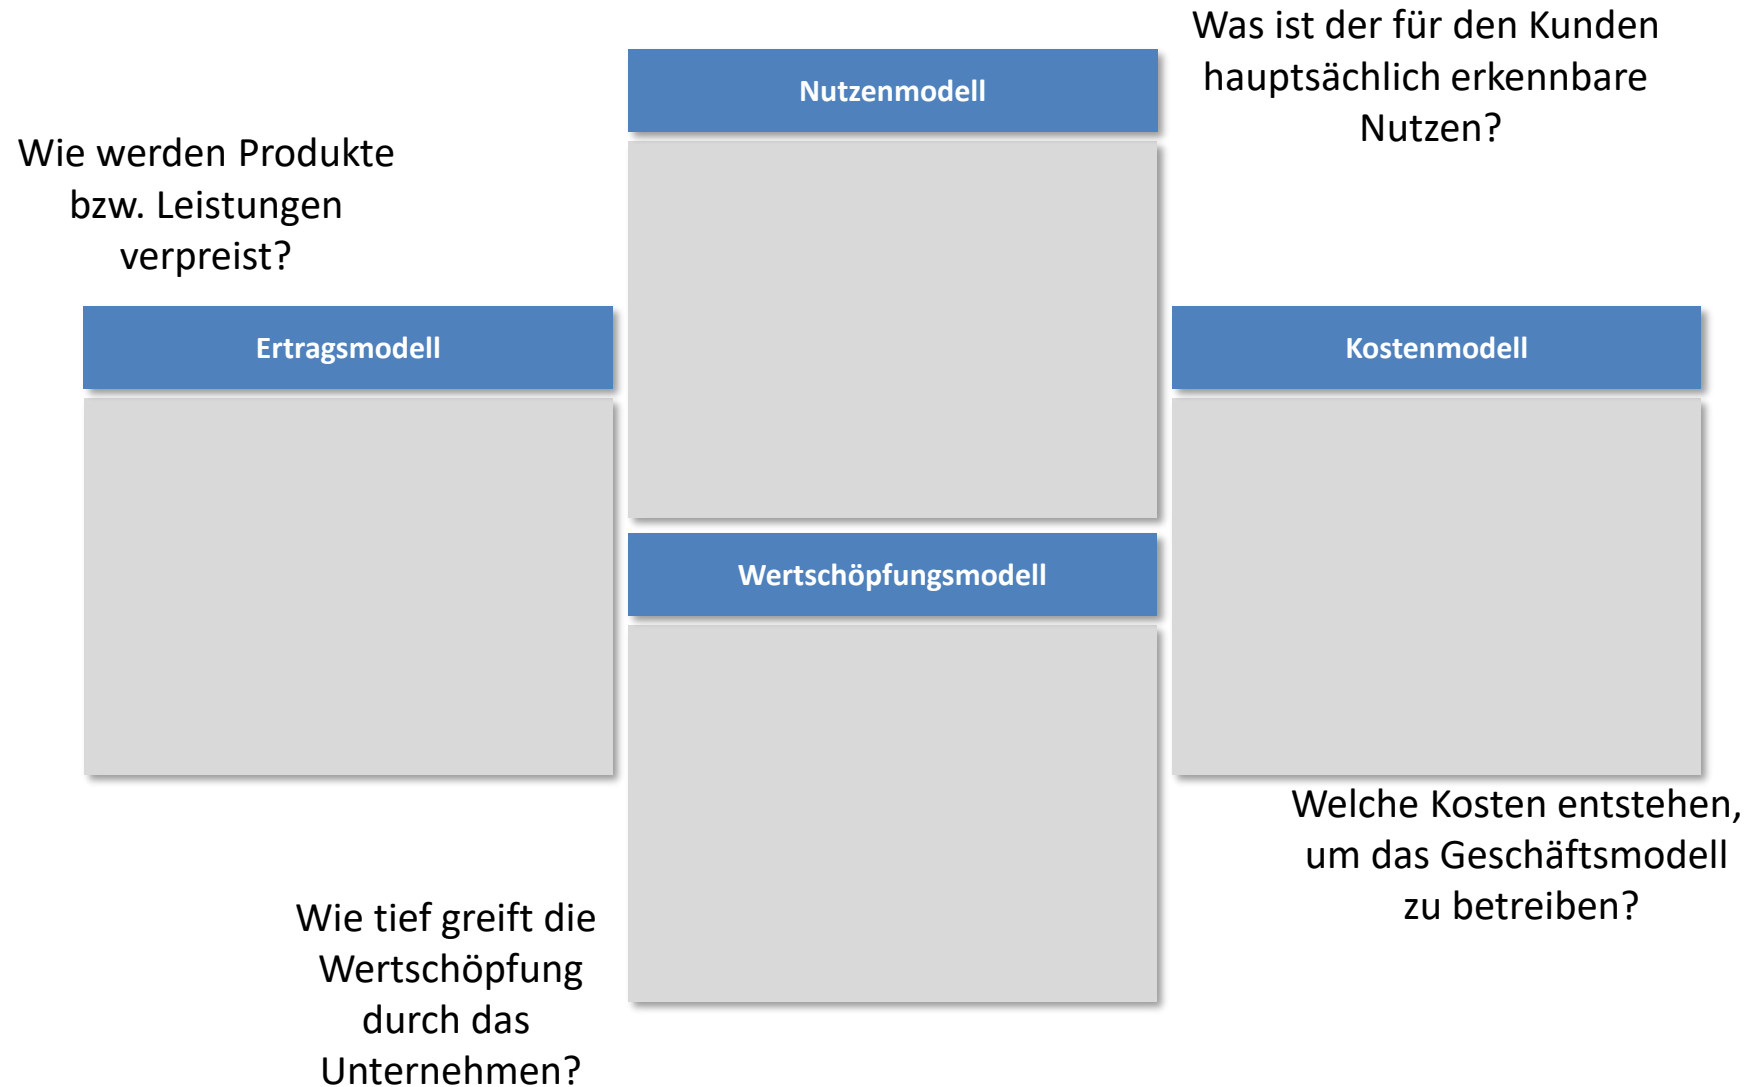 Was ist der für den Kunden
hauptsächlich erkennbare
Nutzen?
Nutzenmodell
Wie werden Produkte
bzw. Leistungen
verpreist?
Ertragsmodell
Kostenmodell
Wertschöpfungsmodell
Welche Kosten entstehen,
um das Geschäftsmodell
zu betreiben?
Wie tief greift die
Wertschöpfung
durch das
Unternehmen?